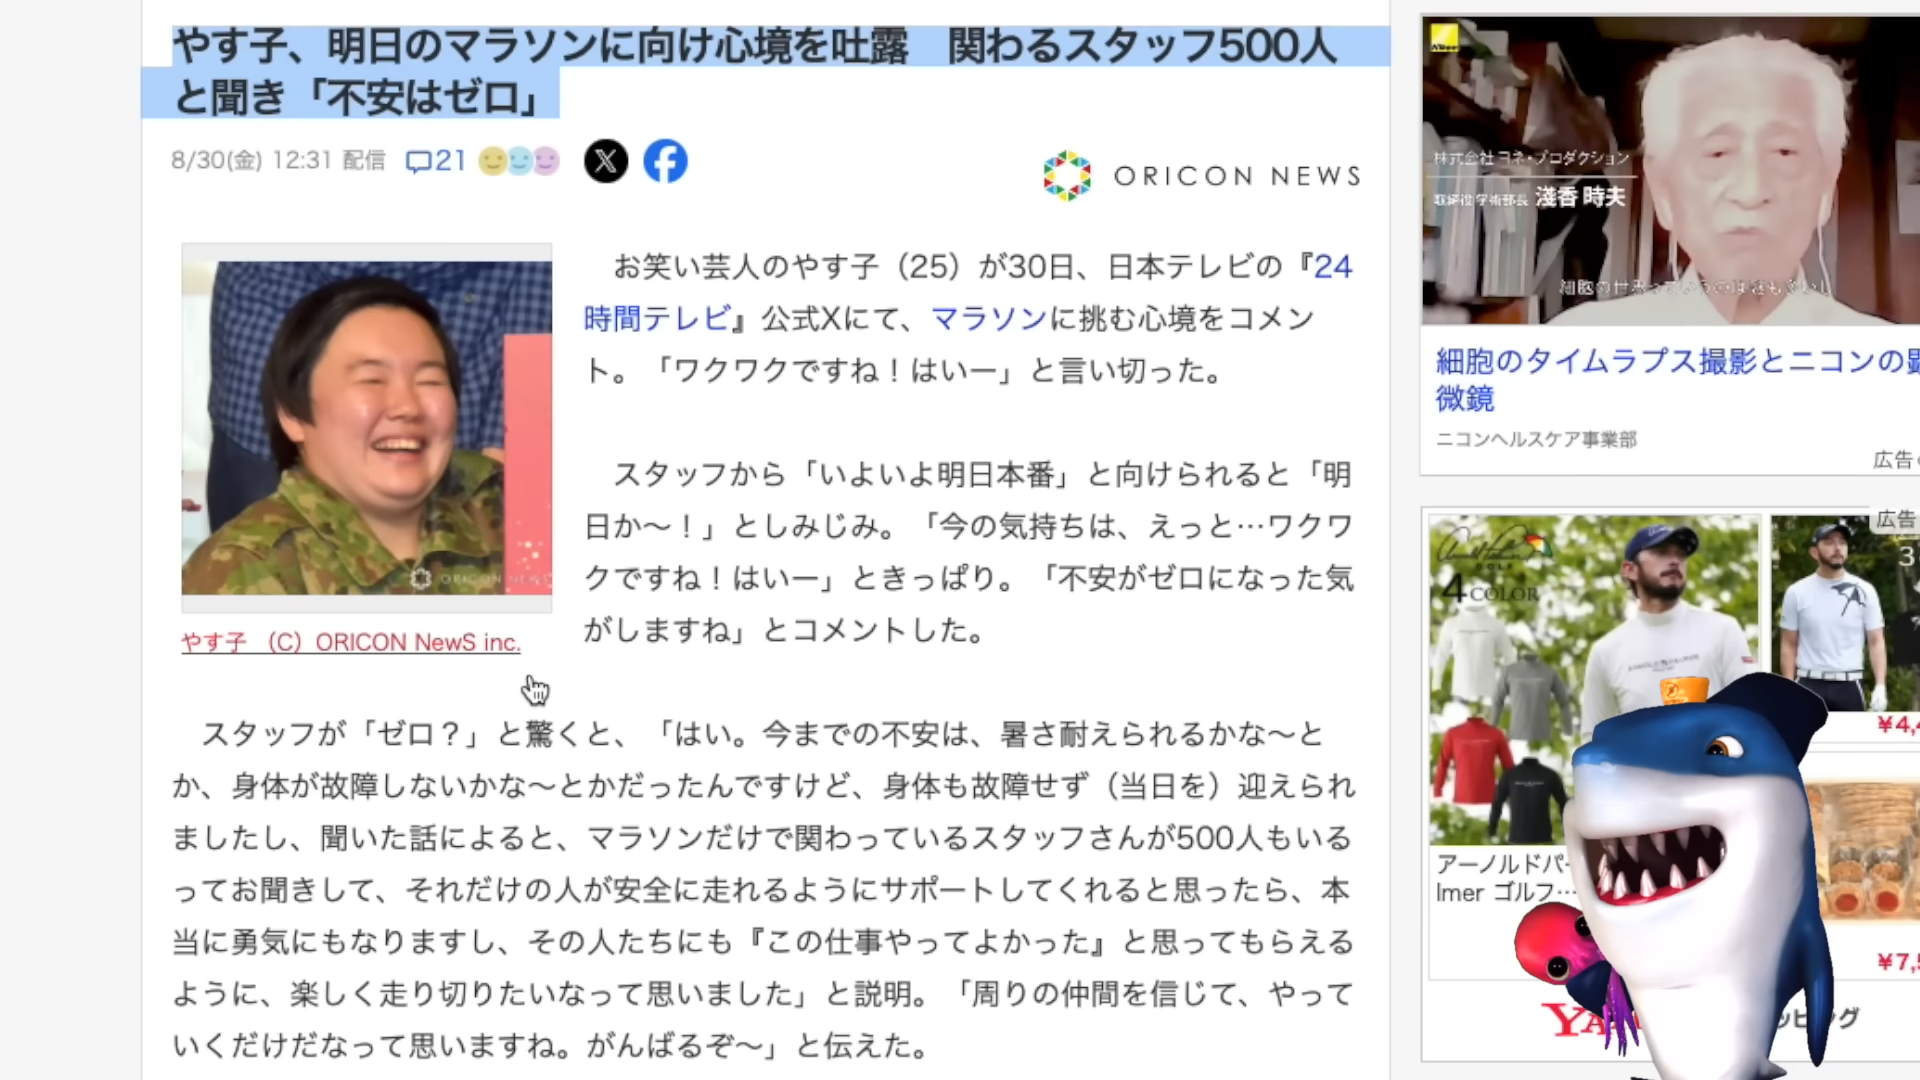 やす子、明日のマラソンに向け心境を吐露　関わるスタッフ500人
と聞き「不安はゼロ」
8/30(金) 12:31 配信
21
ORICON NEWS
お笑い芸人のやす子（25）が30日、日本テレビの『24
時間テレビ』公式Xにて、マラソンに挑む心境をコメン
ト。「ワクワクですね！はいー」と言い切った。
スタッフから「いよいよ明日本番」と向けられると「明
日か〜！」としみじみ。「今の気持ちは、えっと…ワクワ
クですね！はいー」ときっぱり。「不安がゼロになった気
がしますね」とコメントした。
ORICON NEWS
やす子 （C）ORICON NewS inc.
スタッフが「ゼロ？」と驚くと、「はい。今までの不安は、暑さ耐えられるかな〜と
か、身体が故障しないかな〜とかだったんですけど、身体も故障せず（当日を）迎えられ
ましたし、聞いた話によると、マラソンだけで関わっているスタッフさんが500人もいる
ってお聞きして、それだけの人が安全に走れるようにサポートしてくれると思ったら、本
当に勇気にもなりますし、その人たちにも『この仕事やってよかった』と思ってもらえる
ように、楽しく走り切りたいなって思いました」と説明。「周りの仲間を信じて、やって
いくだけだなって思いますね。がんばるぞ〜」と伝えた。
Nikon
株式会社 ヨネ・プロダクション
取締役 学術部長 淺香 時夫
細胞のタイムラプス撮影とニコンの顕
微鏡
ニコンヘルスケア事業部
広告
広告
GOLF
4 COLOR
¥4,4
アーノルドパー
lmer ゴルフ…
¥7,5